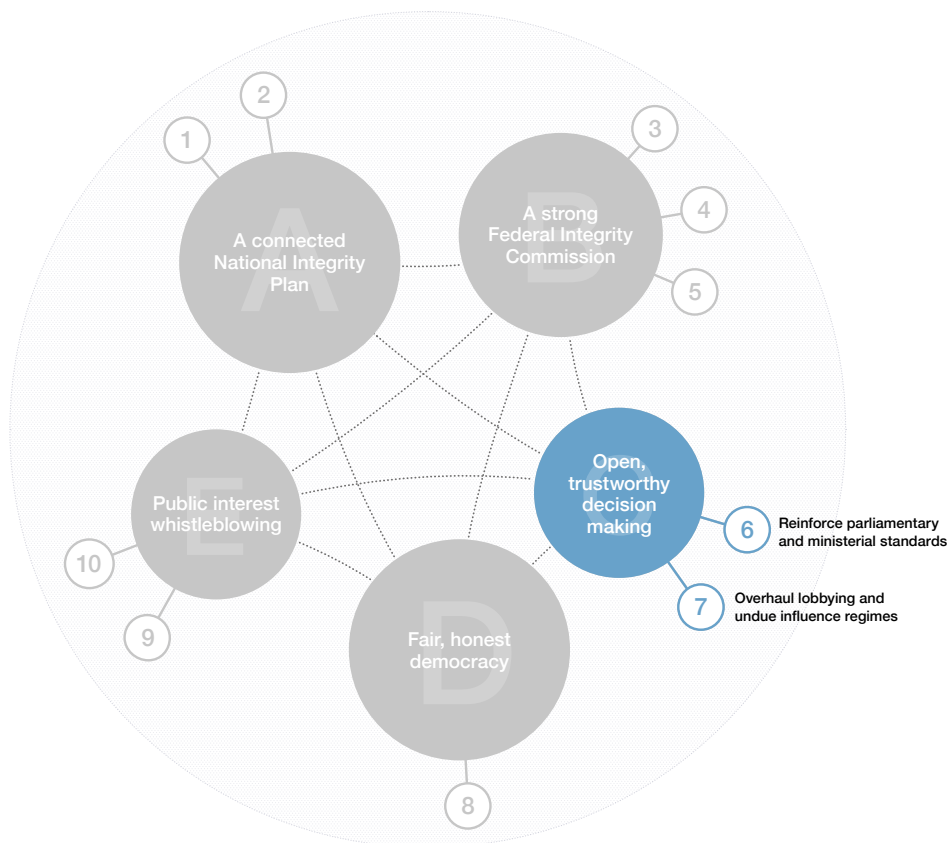 1
2
A
A connected
National Integrity
Plan
B
A strong
Federal Integrity
Commission
3
4
5
C
Open,
trustworthy
decision
making
6
Reinforce parliamentary
and ministerial standards
7
Overhaul lobbying and
undue influence regimes
D
Fair, honest
democracy
8
E
Public interest
whistleblowing
9
10